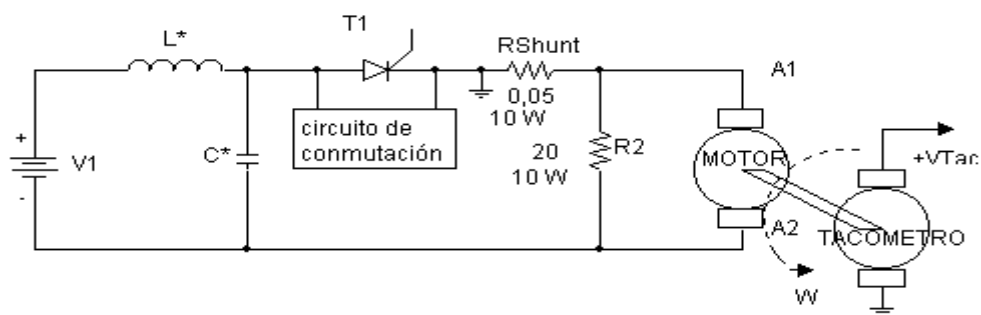 T1
L*
RShunt
A1
0,05
10 W
+
V1
-
C*
circuito de
conmutación
20
10 W
R2
MOTOR
+VTac
A2
TACOMETRO
W